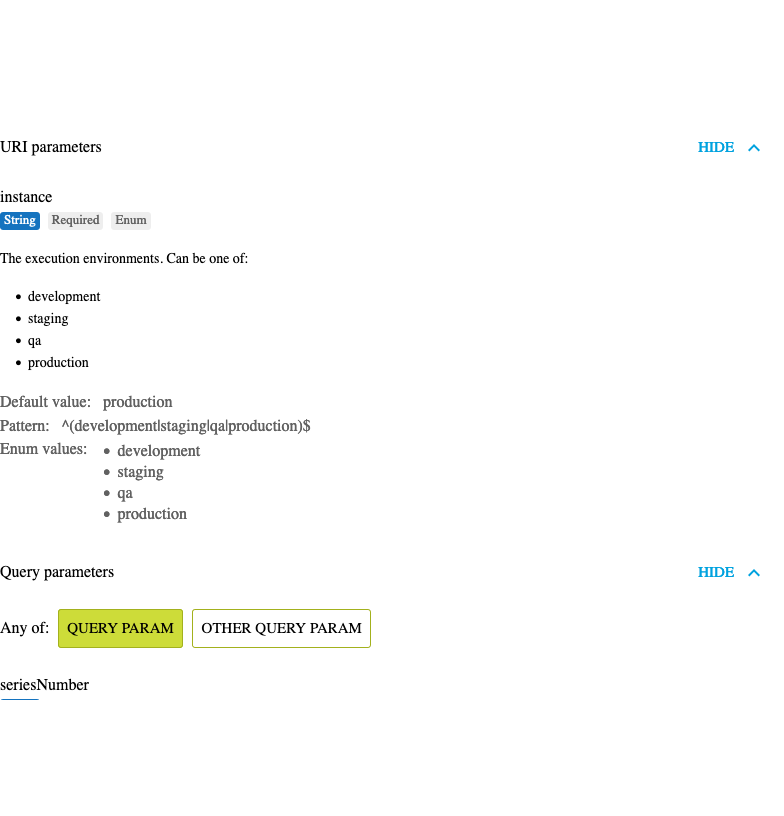 URI parameters HIDE
instance
String Required Enum
The execution environments. Can be one of:
• development
• staging
• qa
• production
Default value: production
Pattern: ^(development|staging|qa|production)$
Enum values: • development
• staging
• qa
• production
Query parameters HIDE
Any of: QUERY PARAM OTHER QUERY PARAM
seriesNumber